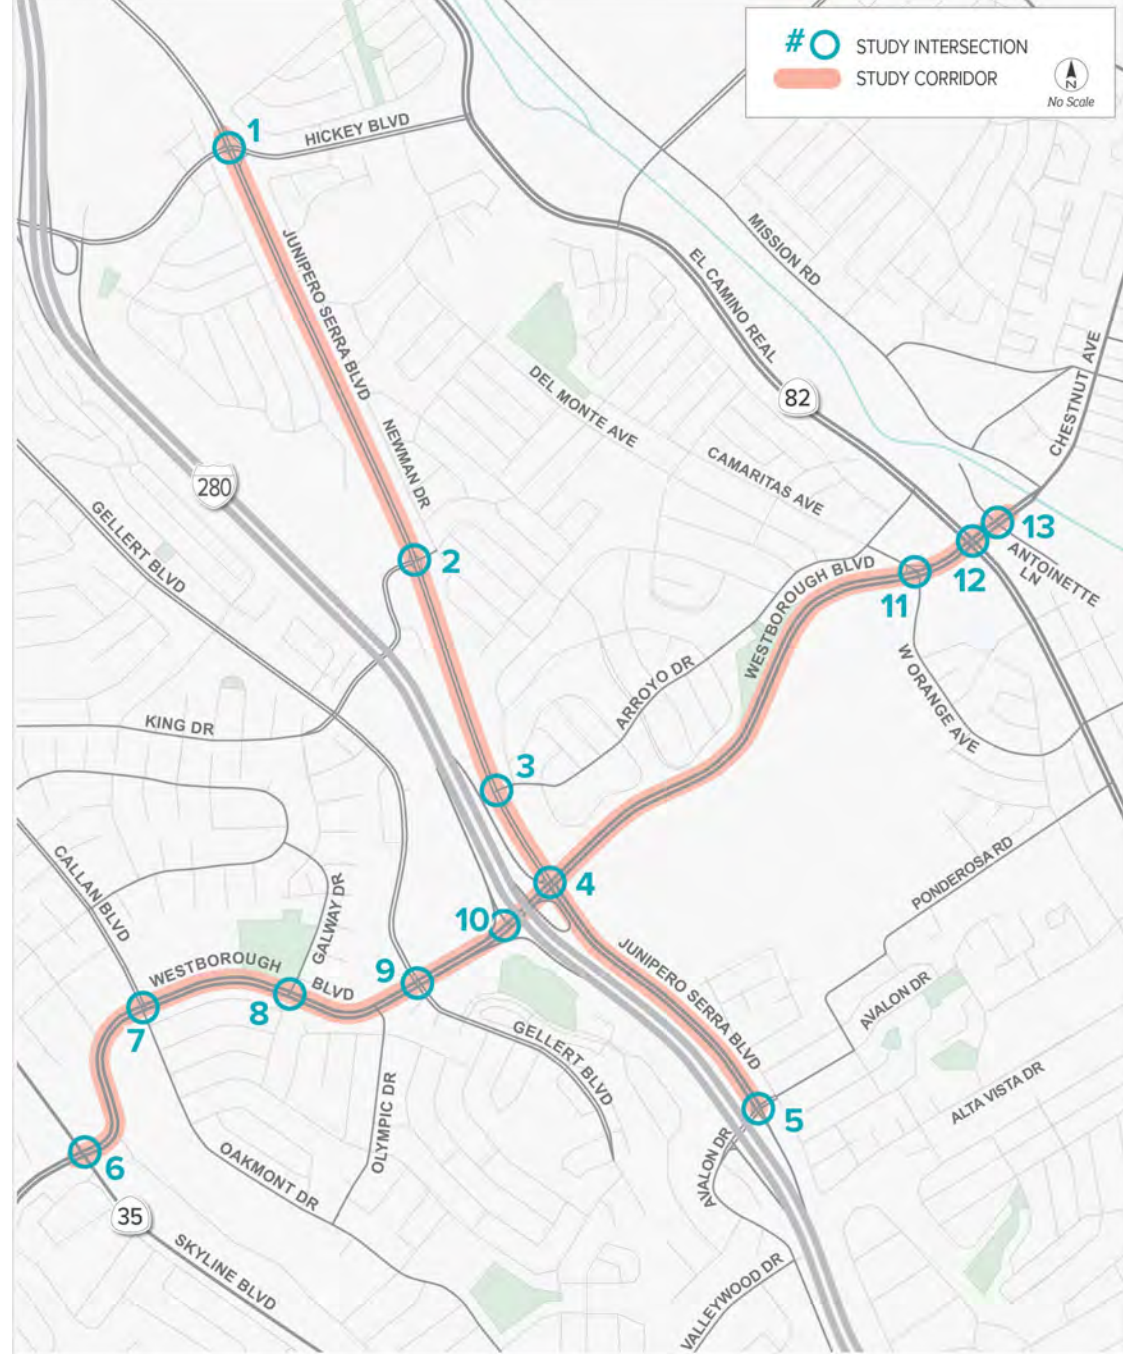 # STUDY INTERSECTION
STUDY CORRIDOR
N
No Scale
1
HICKEY BLVD
MISSION RD
JUNIPERO SERRA BLVD
EL CAMINO REAL
CHESTNUT AVE
82
DEL MONTE AVE
NEWMAN DR
CAMARITAS AVE
280
GELLERT BLVD
13
2
12
ANTOINETTE
LN
11
WESTBOROUGH BLVD
ARROYO DR
W ORANGE AVE
KING DR
3
CALLAN BLVD
4
PONDEROSA RD
GALWAY DR
10
JUNIPERO SERRA BLVD
WESTBOROUGH
BLVD
9
8
7
AVALON DR
GELLERT BLVD
ALTA VISTA DR
OLYMPIC DR
5
AVALON DR
6
OAKMONT DR
35
SKYLINE BLVD
VALLEYWOOD DR